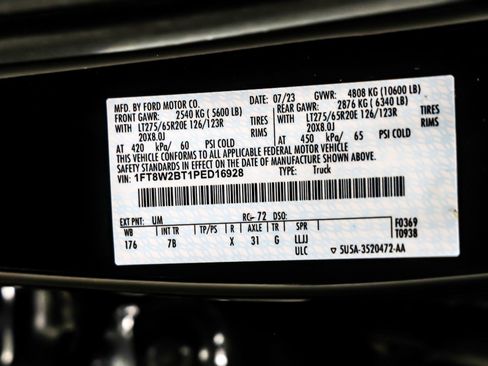 MFD. BY FORD MOTOR CO. DATE: 07/23 GVWR: 4808 KG (10600 LB)
FRONT GAWR: 2540 KG (5600 LB) REAR GAWR: 2876 KG (6340 LB)
WITH LT275/65R20E 126/123R TIRES WITH LT275/65R20E 126/123R TIRES
20X8.0J RIMS 20X8.0J RIMS
AT 420 kPa/ 60 PSI COLD AT 450 kPa/ 65 PSI COLD
THIS VEHICLE CONFORMS TO ALL APPLICABLE FEDERAL MOTOR VEHICLE
SAFETY STANDARDS IN EFFECT ON THE DATE OF MANUFACTURE SHOWN ABOVE.
VIN: 1FT8W2BT1PED16928 TYPE: Truck
EXT PNT: UM RC: 72 DSO: F0369
WB INT TR TP/PS R AXLE TR SPR T0938
176 7B X 31 G LLJJ
ULC ▽ 5U5A-3520472-AA